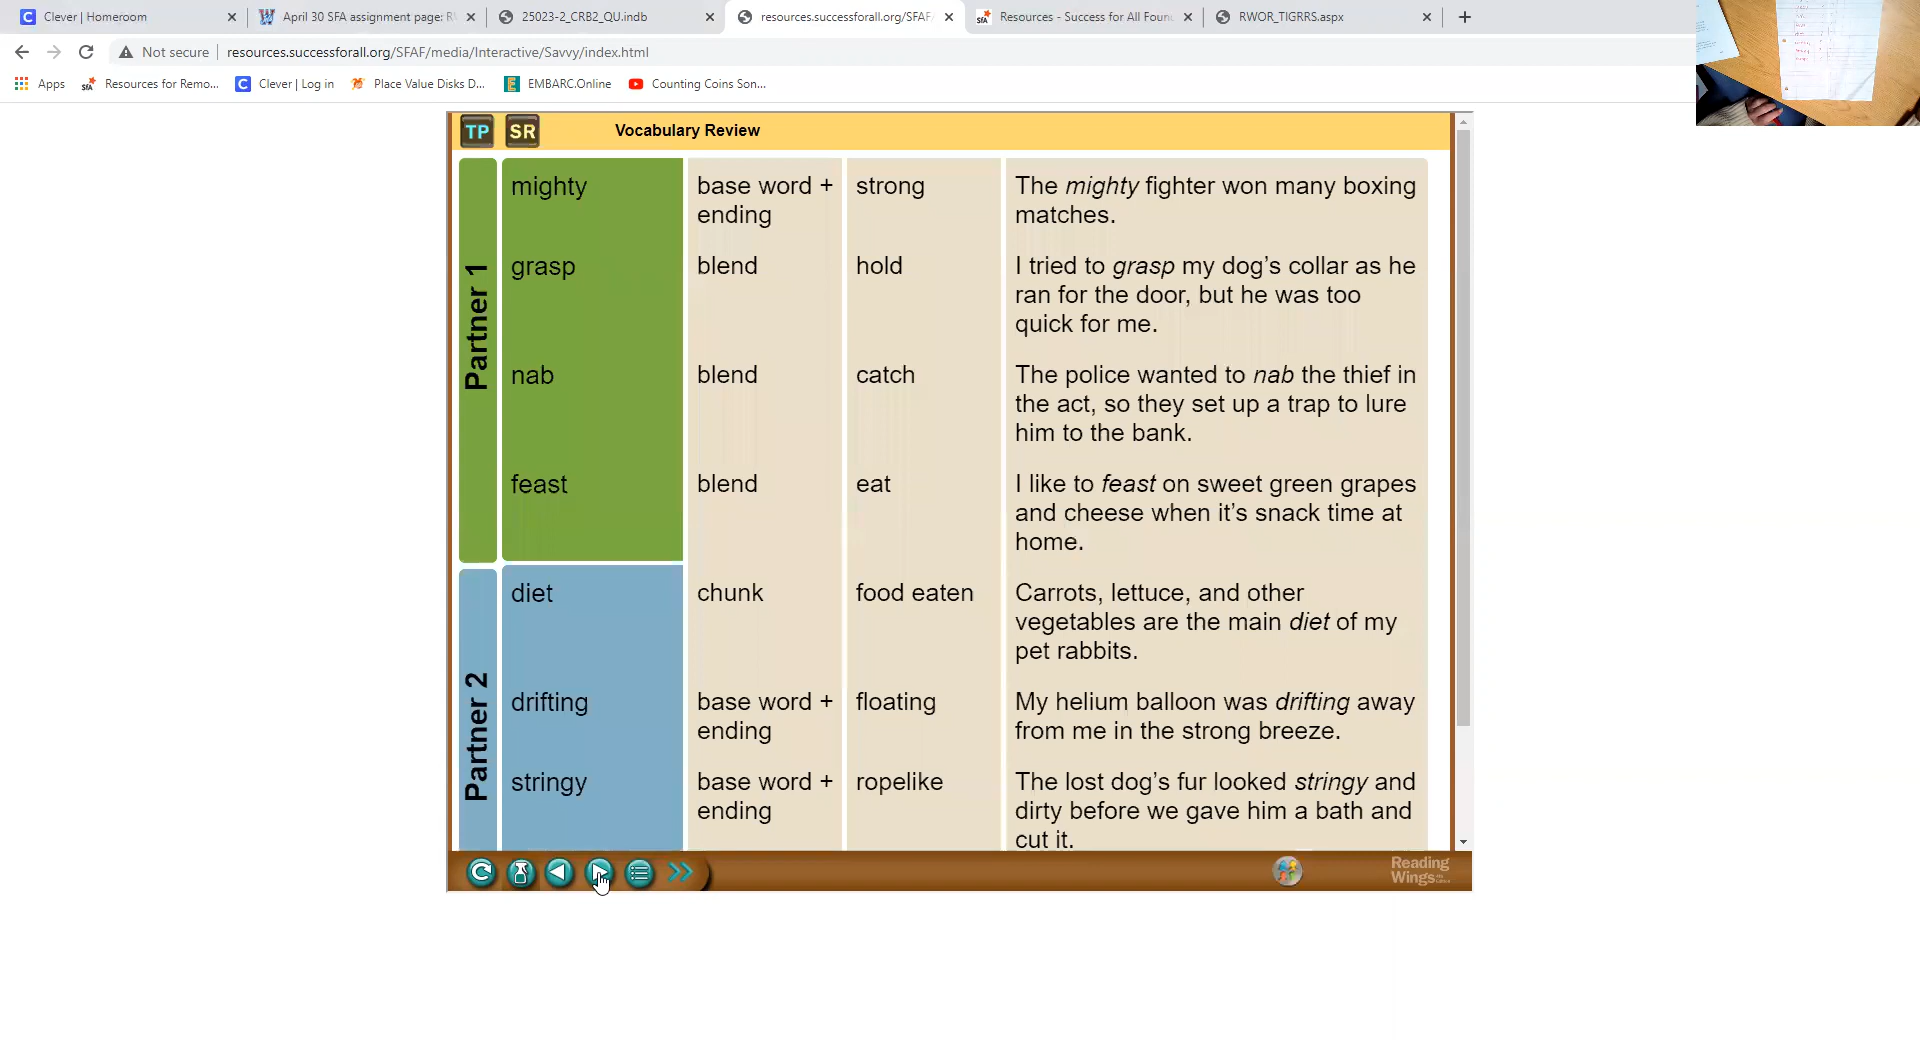 Clever | Homeroom
April 30 SFA assignment page: R
25023-2_CRB2_QU.indb
resources.successforall.org/SFAF/
Resources - Success for All Foun
RWOR_TIGRRS.aspx
Not secure resources.successforall.org/SFAF/media/Interactive/Savvy/index.html
Apps
Resources for Remo...
Clever | Log in
Place Value Disks D...
EMBARC.Online
Counting Coins Son...
TP SR Vocabulary Review
Partner 1
mighty base word + ending strong The mighty fighter won many boxing matches.
grasp blend hold I tried to grasp my dog's collar as he ran for the door, but he was too quick for me.
nab blend catch The police wanted to nab the thief in the act, so they set up a trap to lure him to the bank.
feast blend eat I like to feast on sweet green grapes and cheese when it's snack time at home.
Partner 2
diet chunk food eaten Carrots, lettuce, and other vegetables are the main diet of my pet rabbits.
drifting base word + ending floating My helium balloon was drifting away from me in the strong breeze.
stringy base word + ending ropelike The lost dog's fur looked stringy and dirty before we gave him a bath and cut it.
Reading
Wings